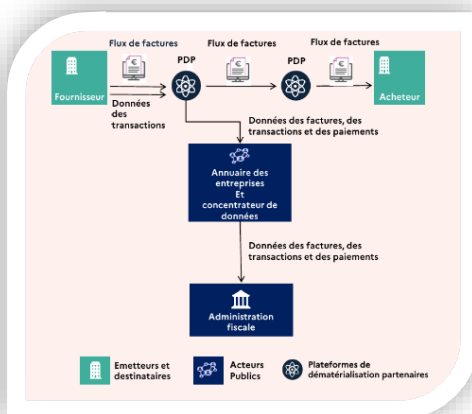 Flux de factures
Flux de factures
Flux de factures
PDP
PDP
Fournisseur
Acheteur
Données
des
transactions
Données des factures, des
transactions et des paiements
Annuaire des
entreprises
Et
concentrateur de
données
Données des factures, des
transactions et des paiements
Administration
fiscale
Emetteurs et
destinataires
Acteurs
Publics
Plateformes de
dématérialisation partenaires